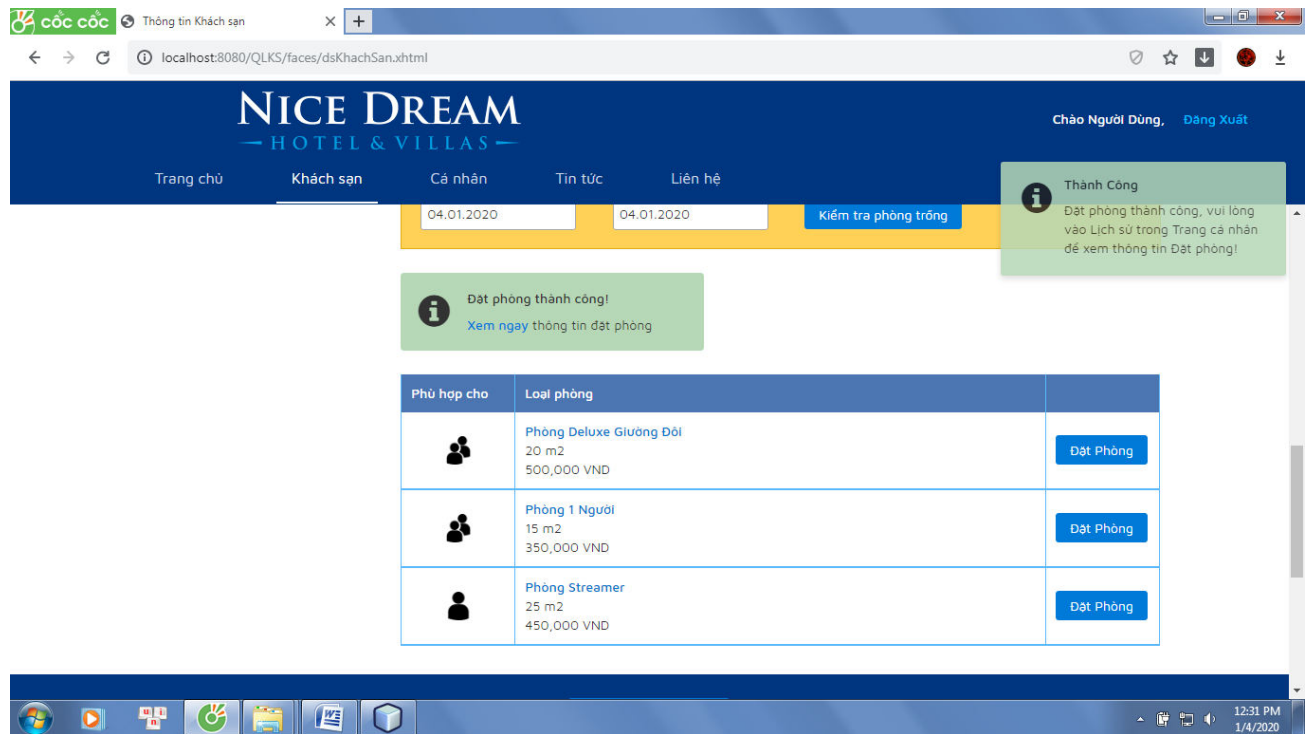 cốc cốc
Thông tin Khách sạn
localhost:8080/QLKS/faces/dsKhachSan.xhtml
NICE DREAM
HOTEL & VILLAS
Chào Người Dùng, Đăng Xuất
Trang chủ Khách sạn Cá nhân Tin tức Liên hệ
Thành Công
Đặt phòng thành công, vui lòng
vào Lịch sử trong Trang cá nhân
để xem thông tin Đặt phòng!
04.01.2020 04.01.2020 Kiểm tra phòng trống
Đặt phòng thành công!
Xem ngay thông tin đặt phòng
Phù hợp cho Loại phòng
Phòng Deluxe Giường Đôi
20 m2
500,000 VND
Đặt Phòng
Phòng 1 Người
15 m2
350,000 VND
Đặt Phòng
Phòng Streamer
25 m2
450,000 VND
Đặt Phòng
12:31 PM
1/4/2020